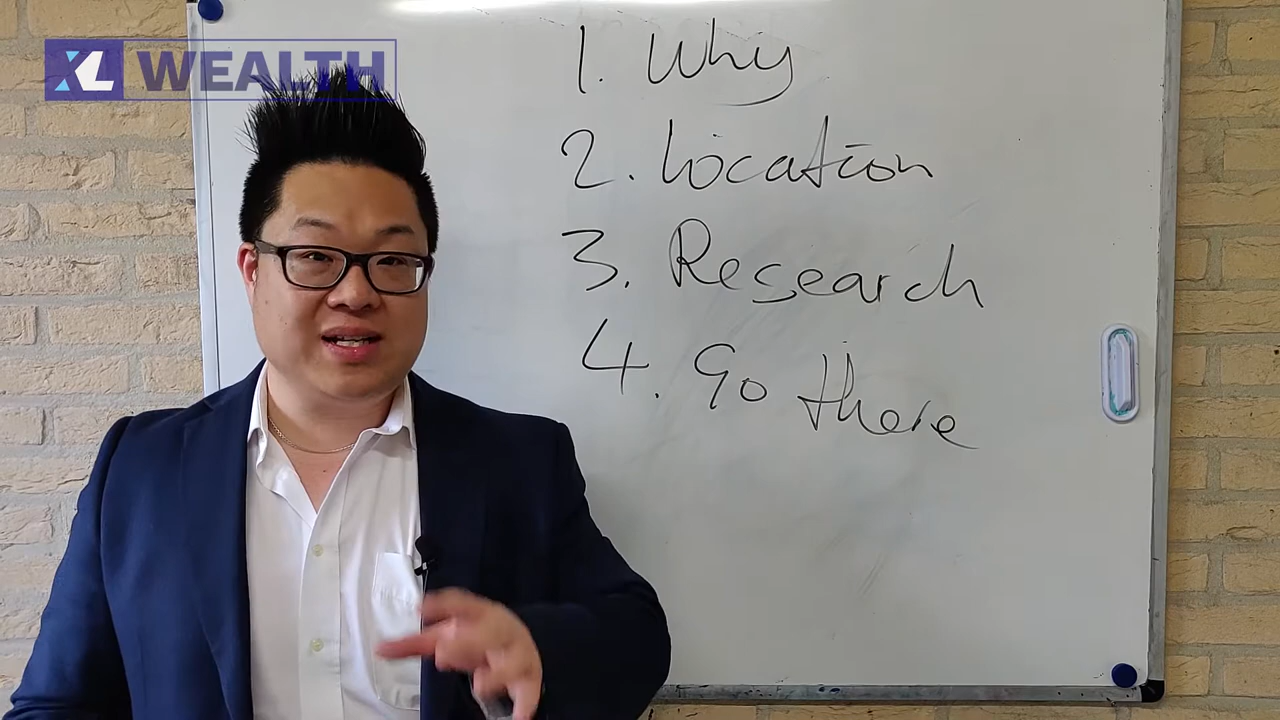 XL WEALTH
1. Why
2. Location
3. Research
4. Go there